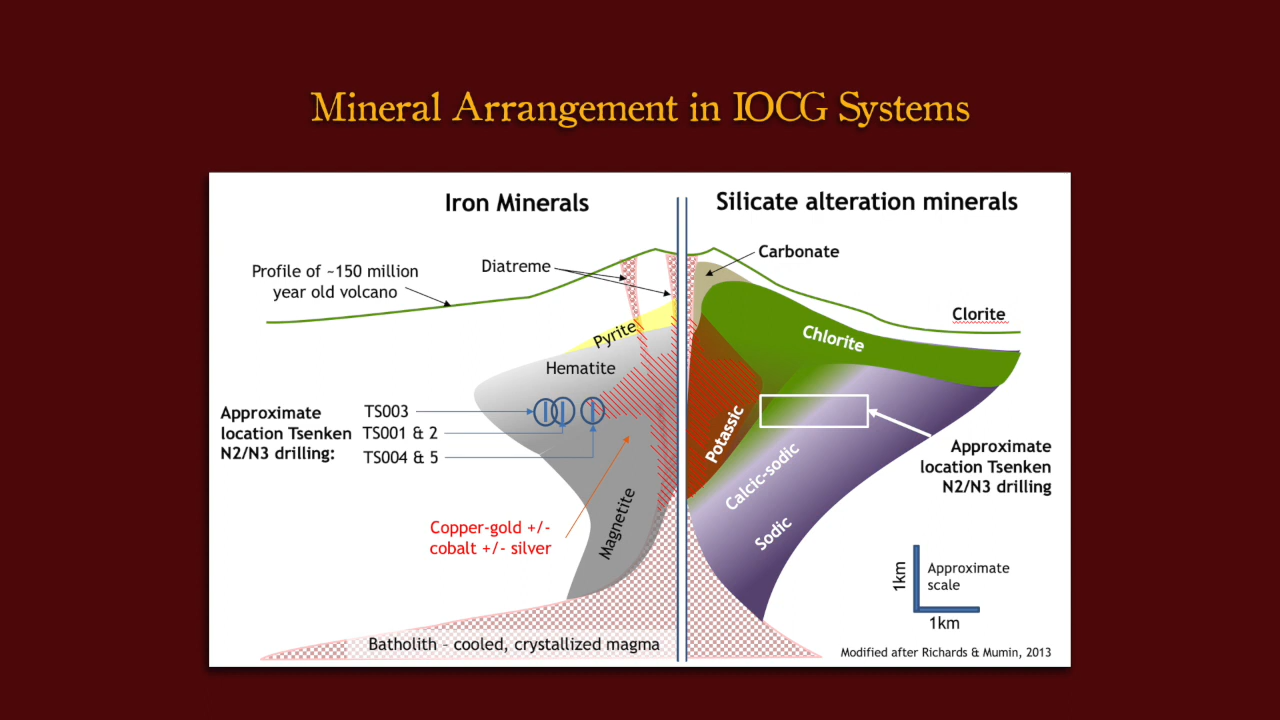 Mineral Arrangement in IOCG Systems
Iron Minerals
Silicate alteration minerals
Profile of ~150 million
year old volcano
Diatreme
Carbonate
Clorite
Pyrite
Chlorite
Hematite
Approximate
location Tsenken
N2/N3 drilling:
TS003
TS001 & 2
TS004 & 5
Potassic
Calcic-sodic
Sodic
Approximate
location Tsenken
N2/N3 drilling
Copper-gold +/-
cobalt +/- silver
Magnetite
1km
Approximate
scale
1km
Batholith - cooled, crystallized magma
Modified after Richards & Mumin, 2013